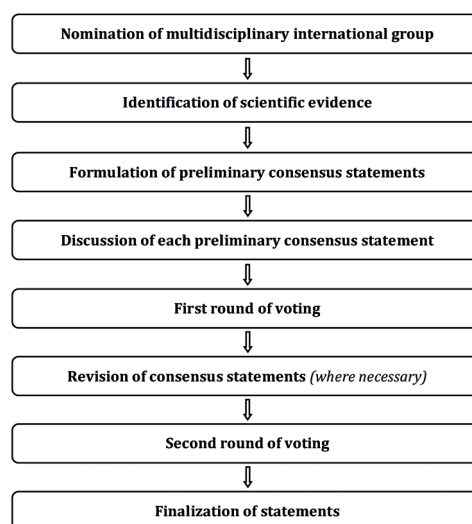 Nomination of multidisciplinary international group
Identification of scientific evidence
Formulation of preliminary consensus statements
Discussion of each preliminary consensus statement
First round of voting
Revision of consensus statements (where necessary)
Second round of voting
Finalization of statements